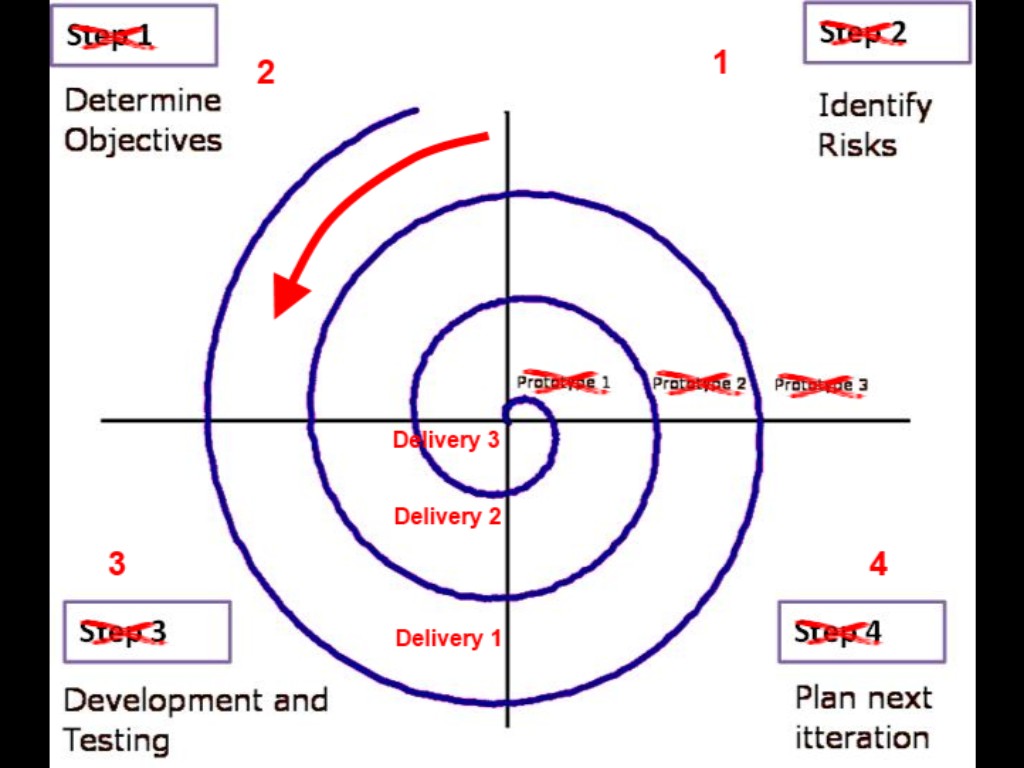 Step 1
2
Determine
Objectives
1
Step 2
Identify
Risks
Prototype 1
Prototype 2
Prototype 3
Delivery 3
Delivery 2
Delivery 1
3
Step 3
Development and
Testing
4
Step 4
Plan next
itteration